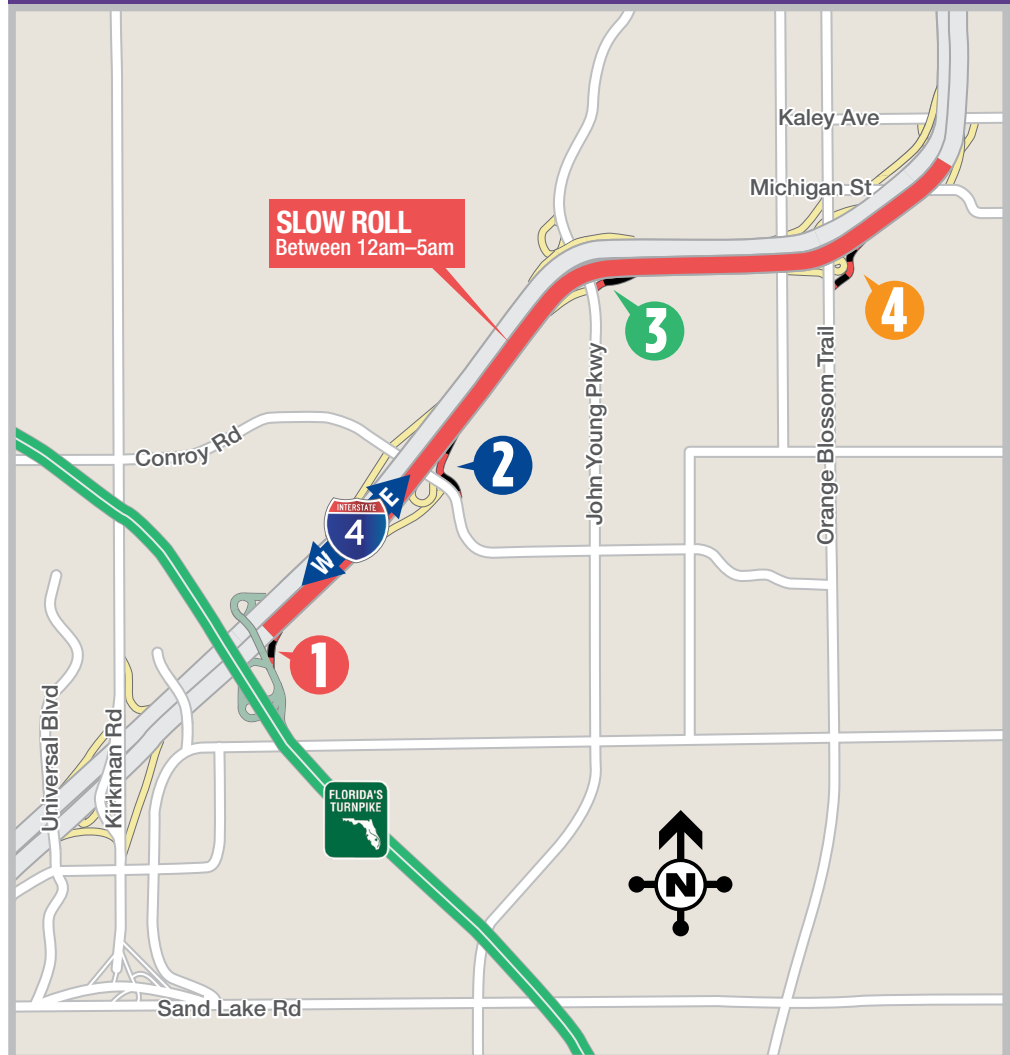 Kaley Ave
Michigan St
SLOW ROLL
Between 12am–5am
3
4
John Young Pkwy
Orange Blossom Trail
Conroy Rd
2
E
INTERSTATE
4
W
1
Universal Blvd
Kirkman Rd
FLORIDA'S
TURNPIKE
N
Sand Lake Rd